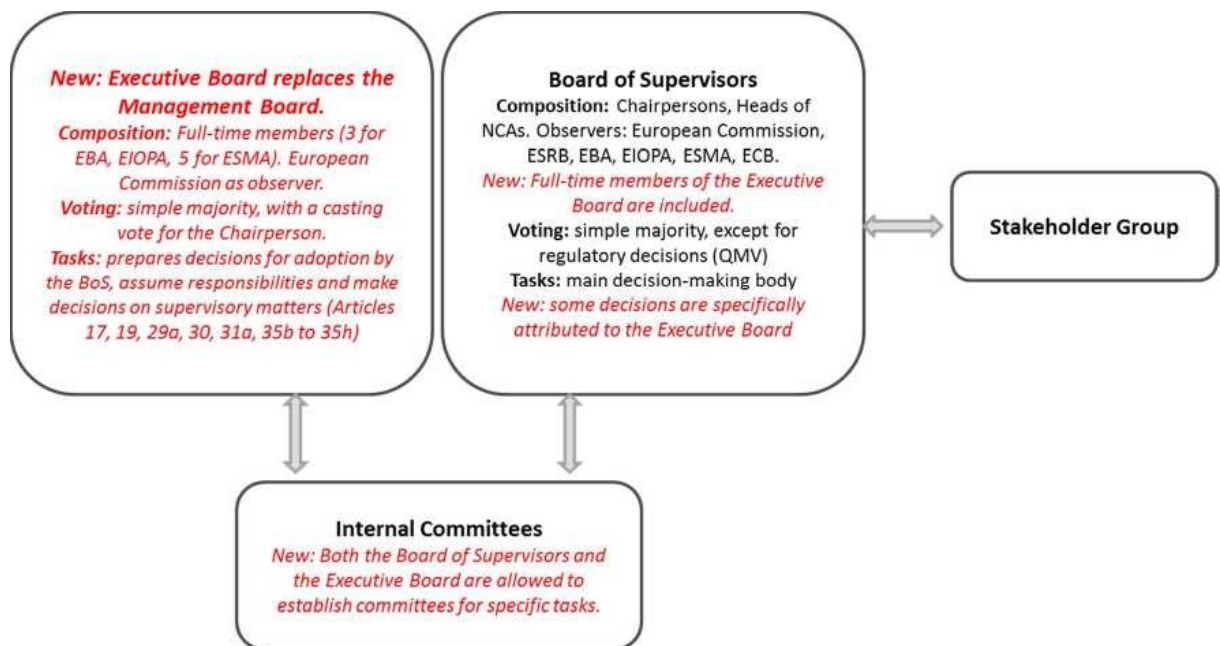 New: Executive Board replaces the
Management Board.
Composition: Full-time members (3 for
EBA, EIOPA, 5 for ESMA). European
Commission as observer.
Voting: simple majority, with a casting
vote for the Chairperson.
Tasks: prepares decisions for adoption by
the BoS, assume responsibilities and make
decisions on supervisory matters (Articles
17, 19, 29a, 30, 31a, 35b to 35h)
Board of Supervisors
Composition: Chairpersons, Heads of
NCAs. Observers: European Commission,
ESRB, EBA, EIOPA, ESMA, ECB.
New: Full-time members of the Executive
Board are included.
Voting: simple majority, except for
regulatory decisions (QMV)
Tasks: main decision-making body
New: some decisions are specifically
attributed to the Executive Board
Stakeholder Group
Internal Committees
New: Both the Board of Supervisors and
the Executive Board are allowed to
establish committees for specific tasks.